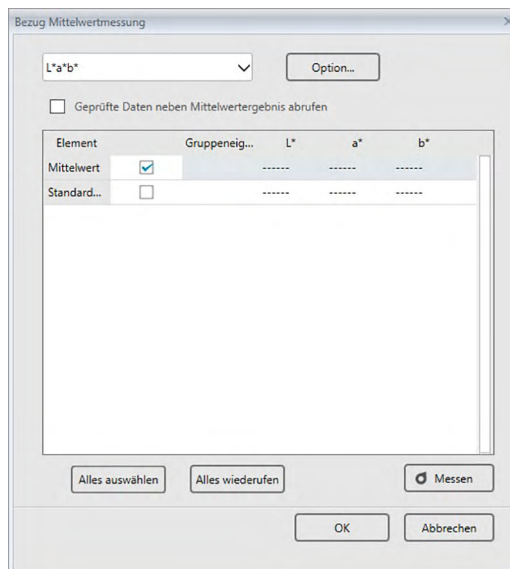 Bezug Mittelwertmessung
L*a*b*
Option...
Geprüfte Daten neben Mittelwertergebnis abrufen
Element Gruppeneig... L* a* b*
Mittelwert ------ ------ ------
Standard... ------ ------ ------
Alles auswählen Alles wiederufen Messen
OK Abbrechen